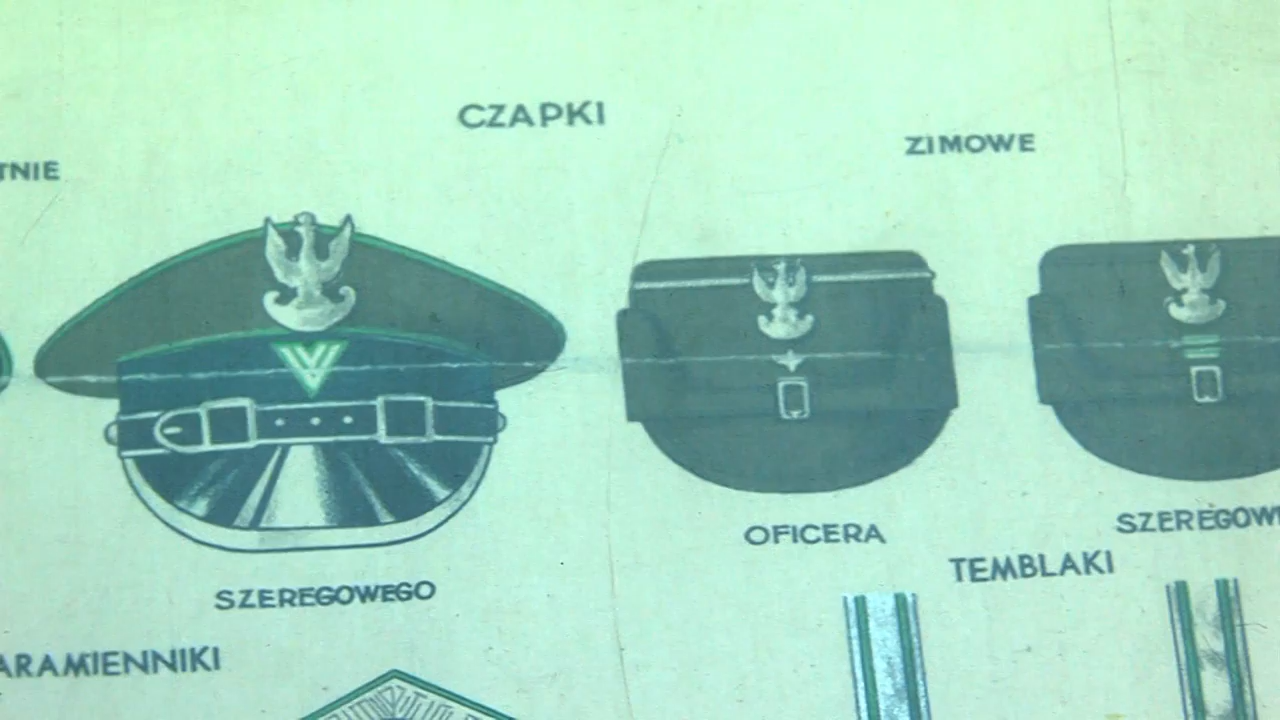 CZAPKI
TNIE
ZIMOWE
OFICERA
SZEREGOW
SZEREGOWEGO
TEMBLAKI
ARAMIENNIKI